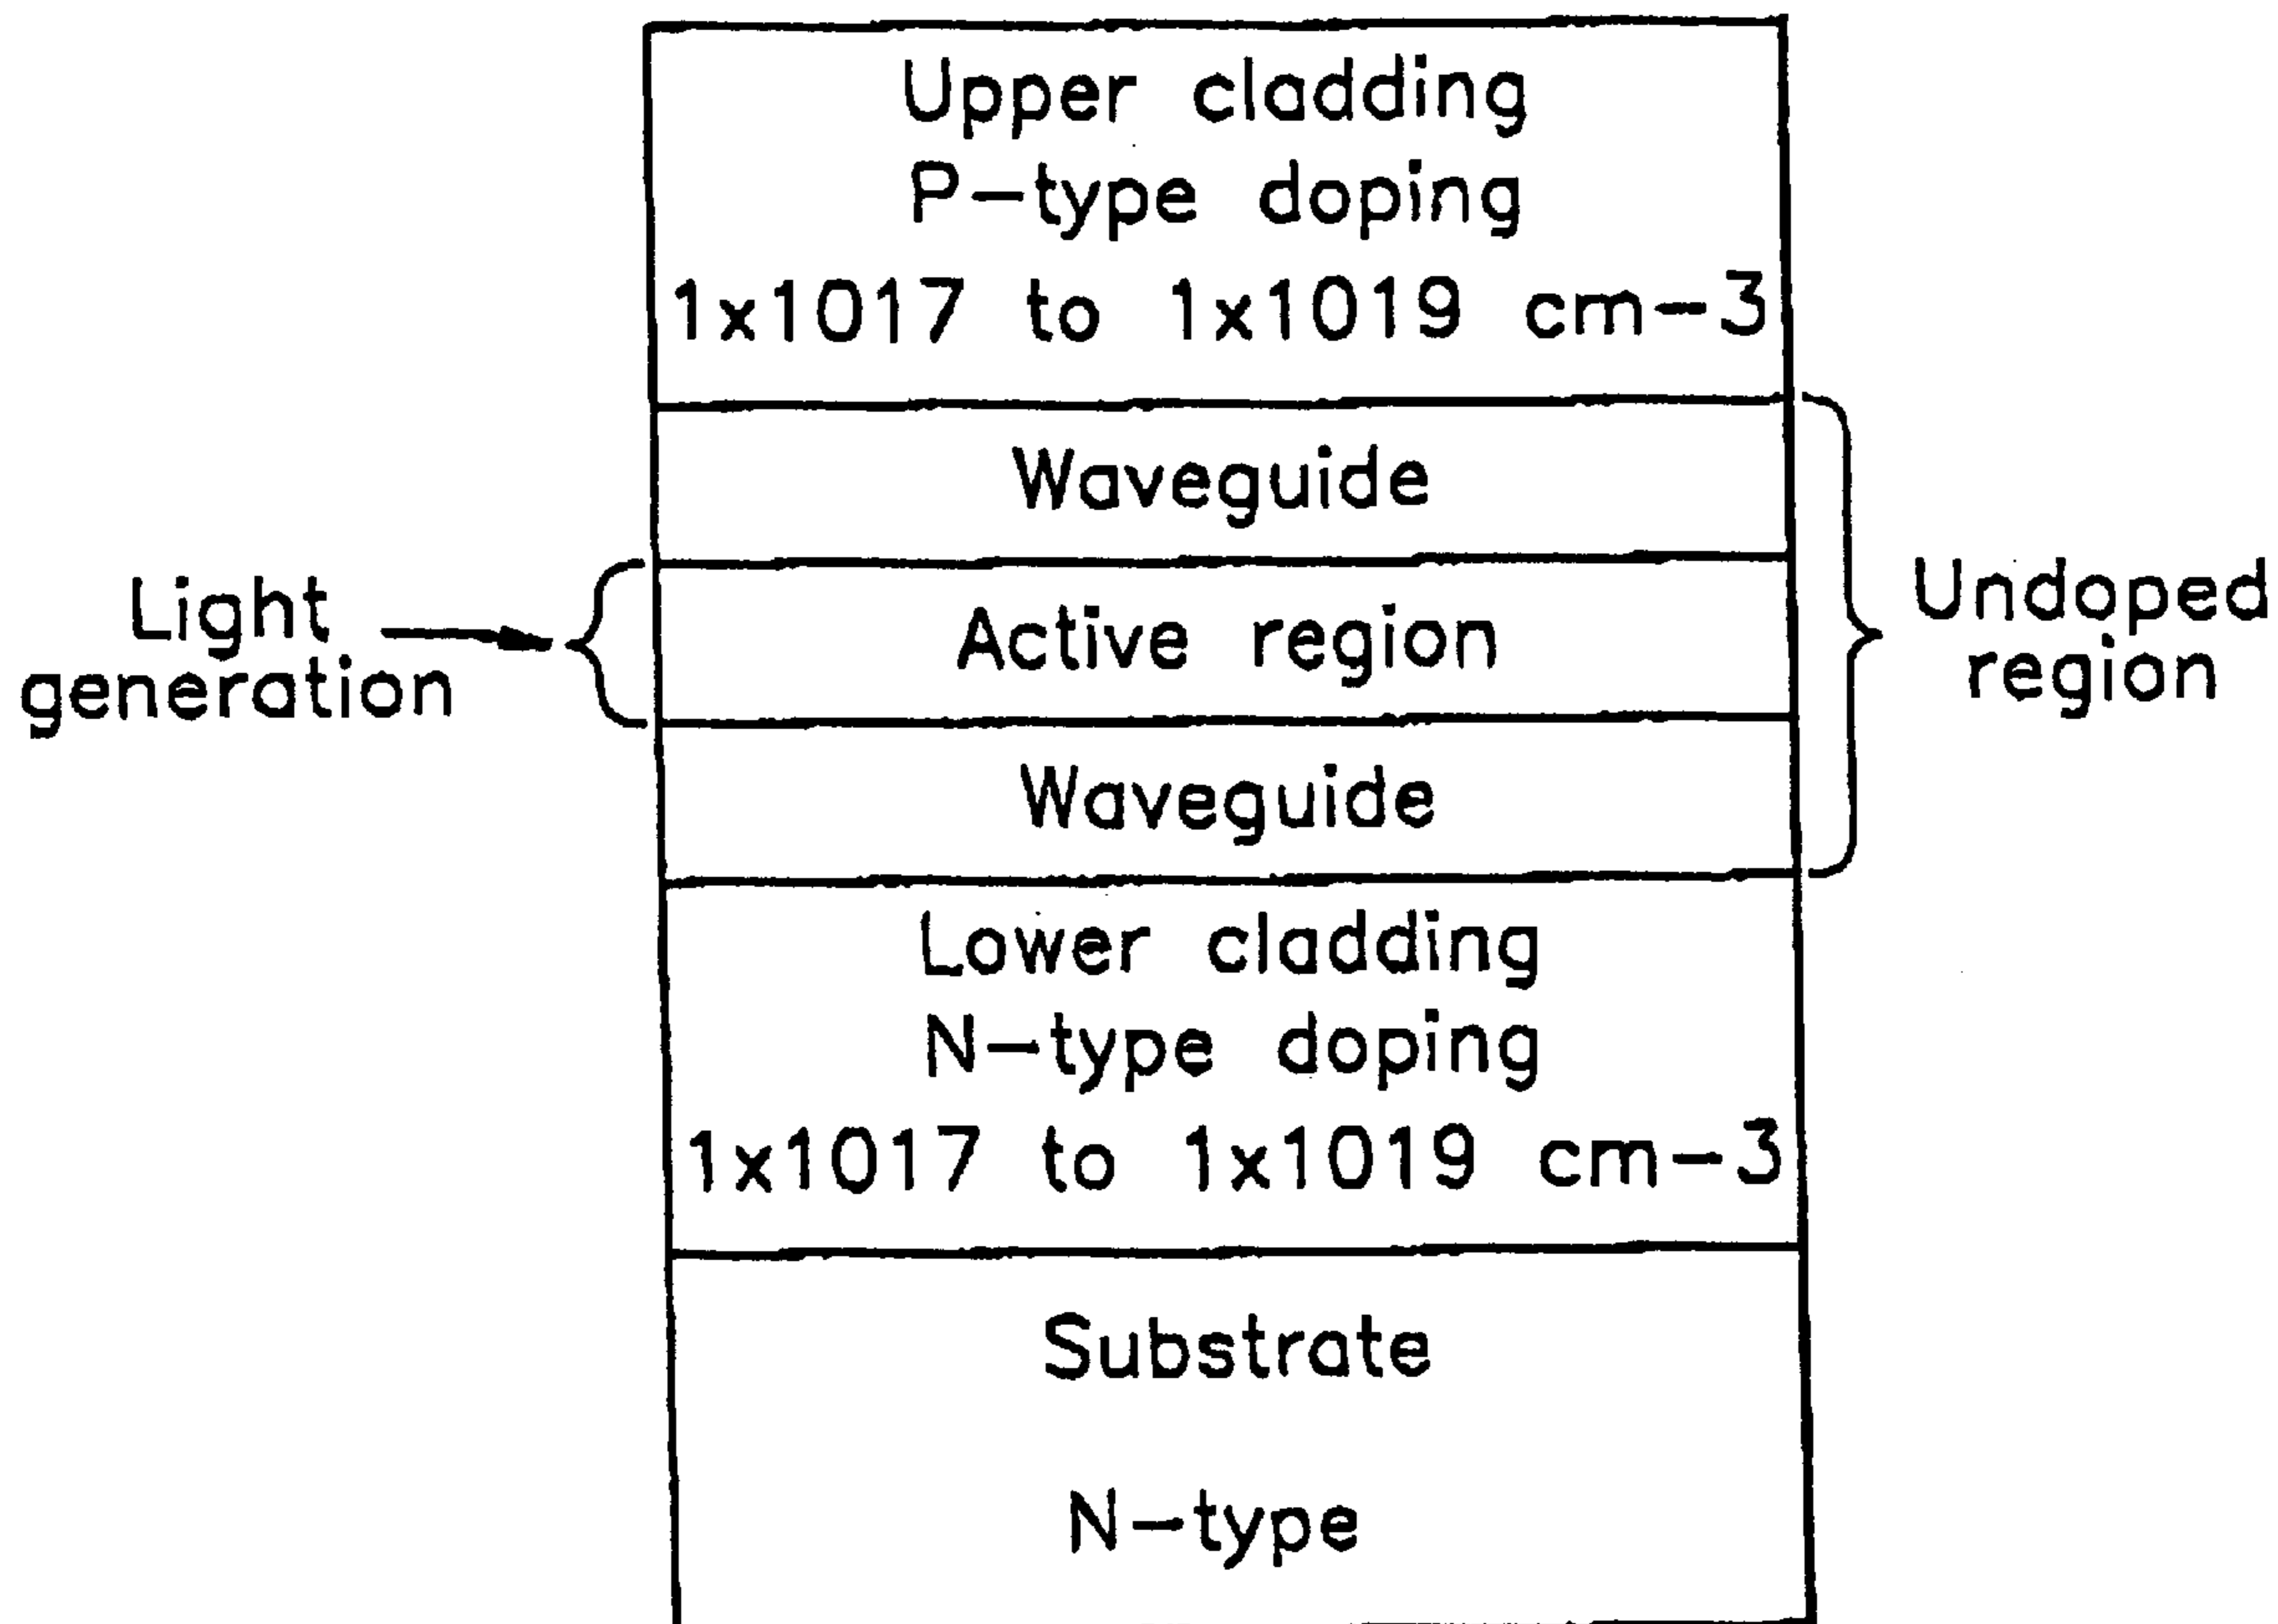 Upper cladding
P-type doping
1x1017 to 1x1019 cm-3
Waveguide
Light
generation
Active region
Undoped
region
Waveguide
Lower cladding
N-type doping
1x1017 to 1x1019 cm-3
Substrate
N-type